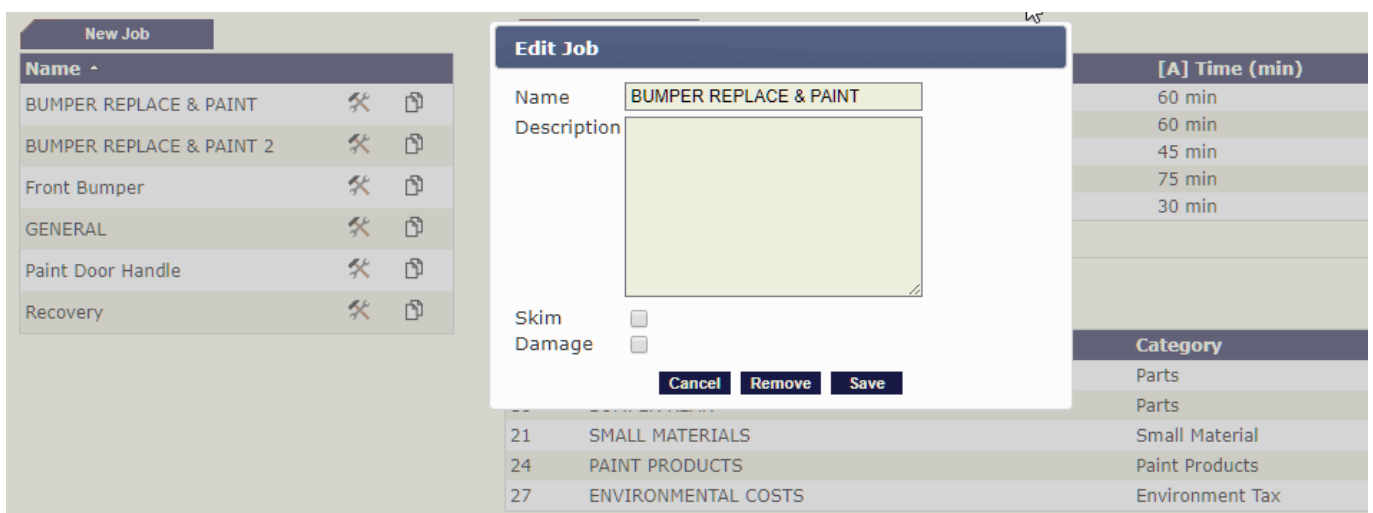 New Job
Name
BUMPER REPLACE & PAINT
BUMPER REPLACE & PAINT 2
Front Bumper
GENERAL
Paint Door Handle
Recovery
Edit Job
Name BUMPER REPLACE & PAINT
Description
Skim
Damage
Cancel Remove Save
[A] Time (min)
60 min
60 min
45 min
75 min
30 min
Category
Parts
Parts
21 SMALL MATERIALS Small Material
24 PAINT PRODUCTS Paint Products
27 ENVIRONMENTAL COSTS Environment Tax